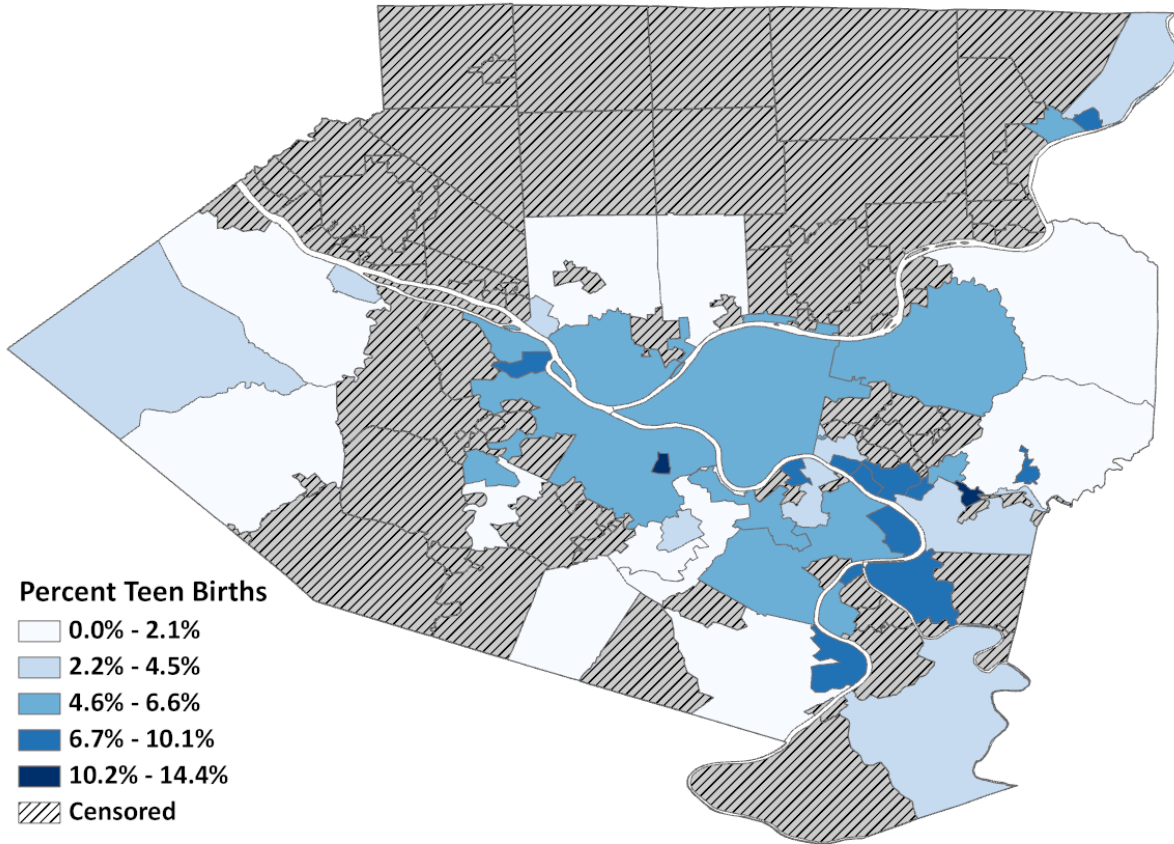 Percent Teen Births
0.0% - 2.1%
2.2% - 4.5%
4.6% - 6.6%
6.7% - 10.1%
10.2% - 14.4%
Censored